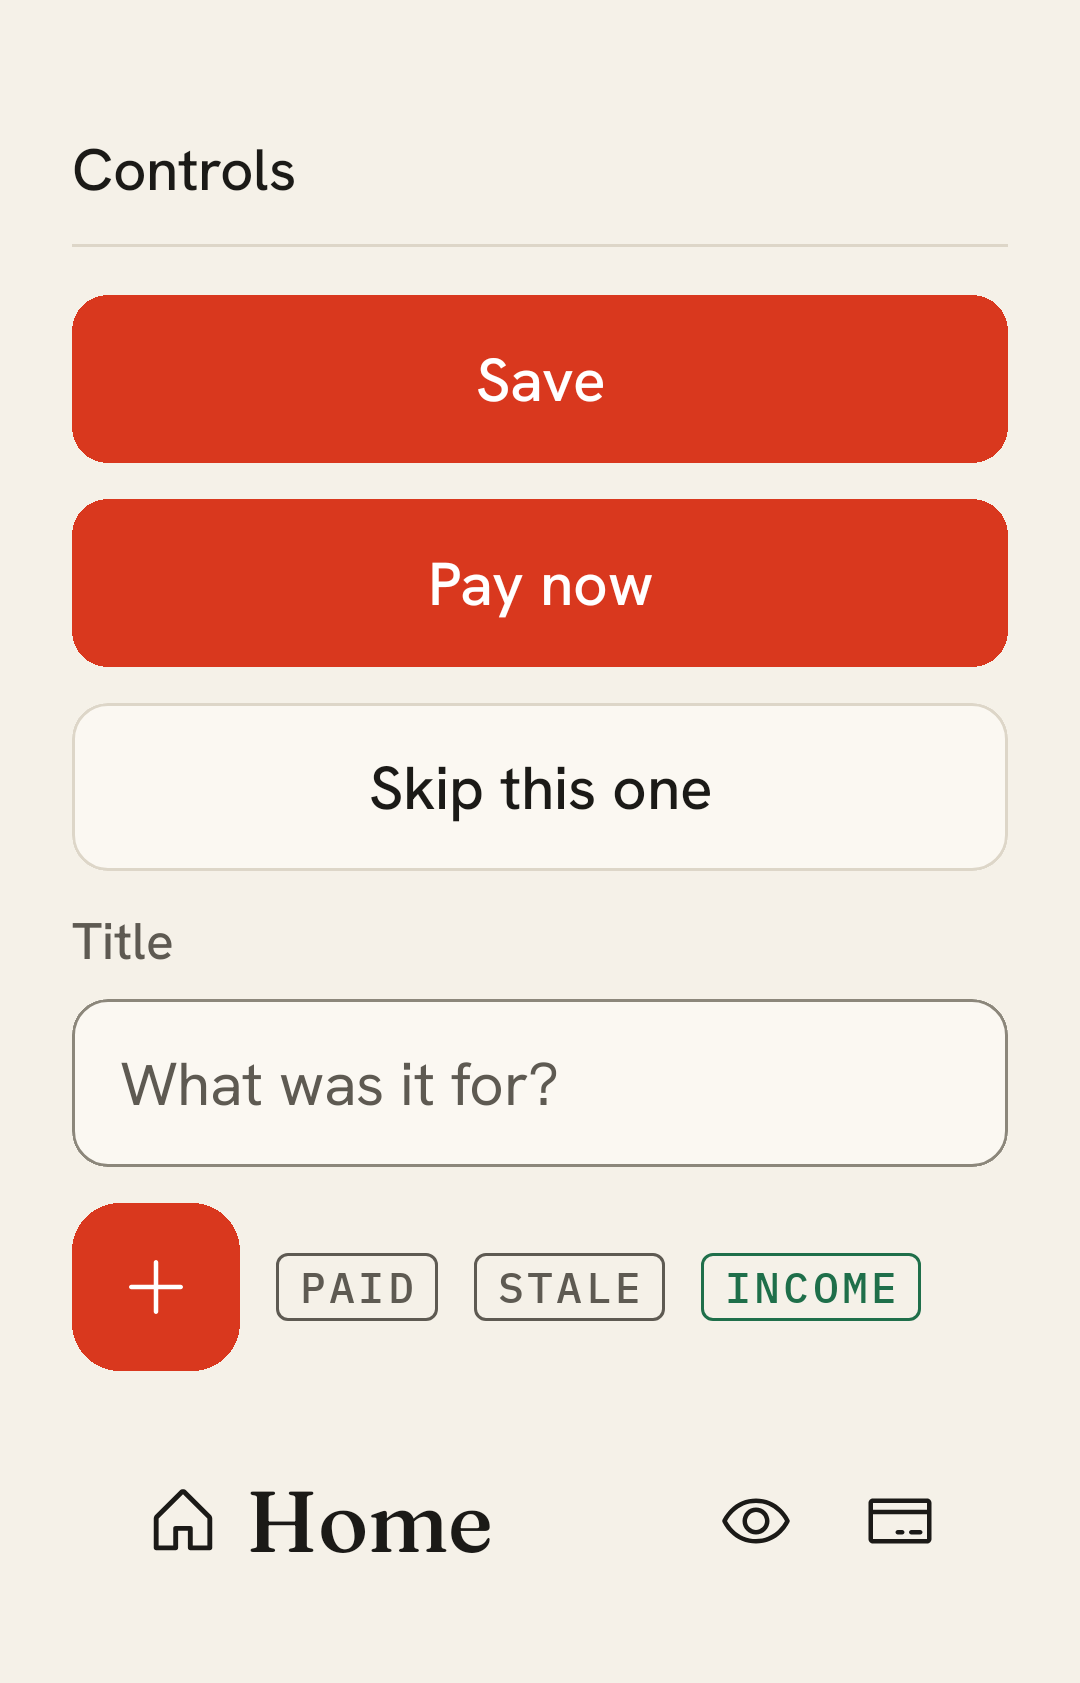 Controls
Save
Pay now
Skip this one
Title
What was it for?
PAID STALE INCOME
Home